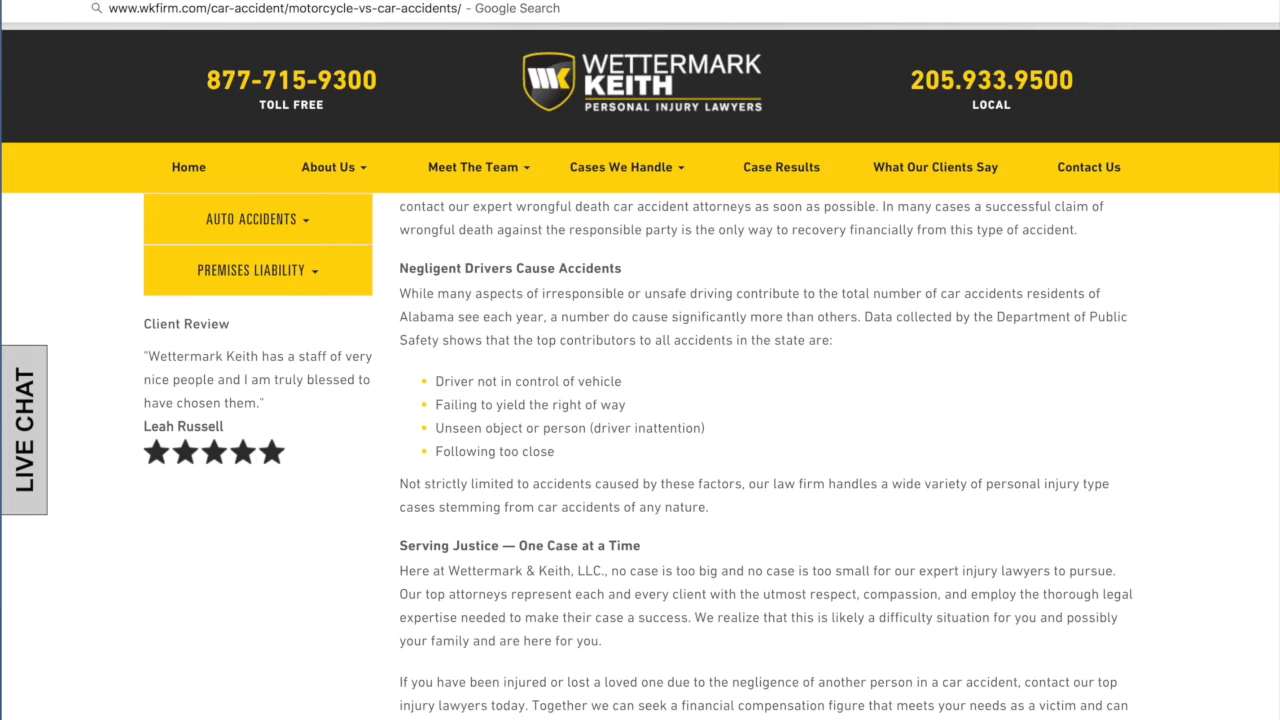 www.wkfirm.com/car-accident/motorcycle-vs-car-accidents/ - Google Search
877-715-9300
TOLL FREE
WETTERMARK
KEITH
PERSONAL INJURY LAWYERS
205.933.9500
LOCAL
Home About Us Meet The Team Cases We Handle Case Results What Our Clients Say Contact Us
AUTO ACCIDENTS
PREMISES LIABILITY
Client Review
"Wettermark Keith has a staff of very
nice people and I am truly blessed to
have chosen them."
Leah Russell
LIVE CHAT
contact our expert wrongful death car accident attorneys as soon as possible. In many cases a successful claim of
wrongful death against the responsible party is the only way to recovery financially from this type of accident.
Negligent Drivers Cause Accidents
While many aspects of irresponsible or unsafe driving contribute to the total number of car accidents residents of
Alabama see each year, a number do cause significantly more than others. Data collected by the Department of Public
Safety shows that the top contributors to all accidents in the state are:
• Driver not in control of vehicle
• Failing to yield the right of way
• Unseen object or person (driver inattention)
• Following too close
Not strictly limited to accidents caused by these factors, our law firm handles a wide variety of personal injury type
cases stemming from car accidents of any nature.
Serving Justice — One Case at a Time
Here at Wettermark & Keith, LLC., no case is too big and no case is too small for our expert injury lawyers to pursue.
Our top attorneys represent each and every client with the utmost respect, compassion, and employ the thorough legal
expertise needed to make their case a success. We realize that this is likely a difficulty situation for you and possibly
your family and are here for you.
If you have been injured or lost a loved one due to the negligence of another person in a car accident, contact our top
injury lawyers today. Together we can seek a financial compensation figure that meets your needs as a victim and can